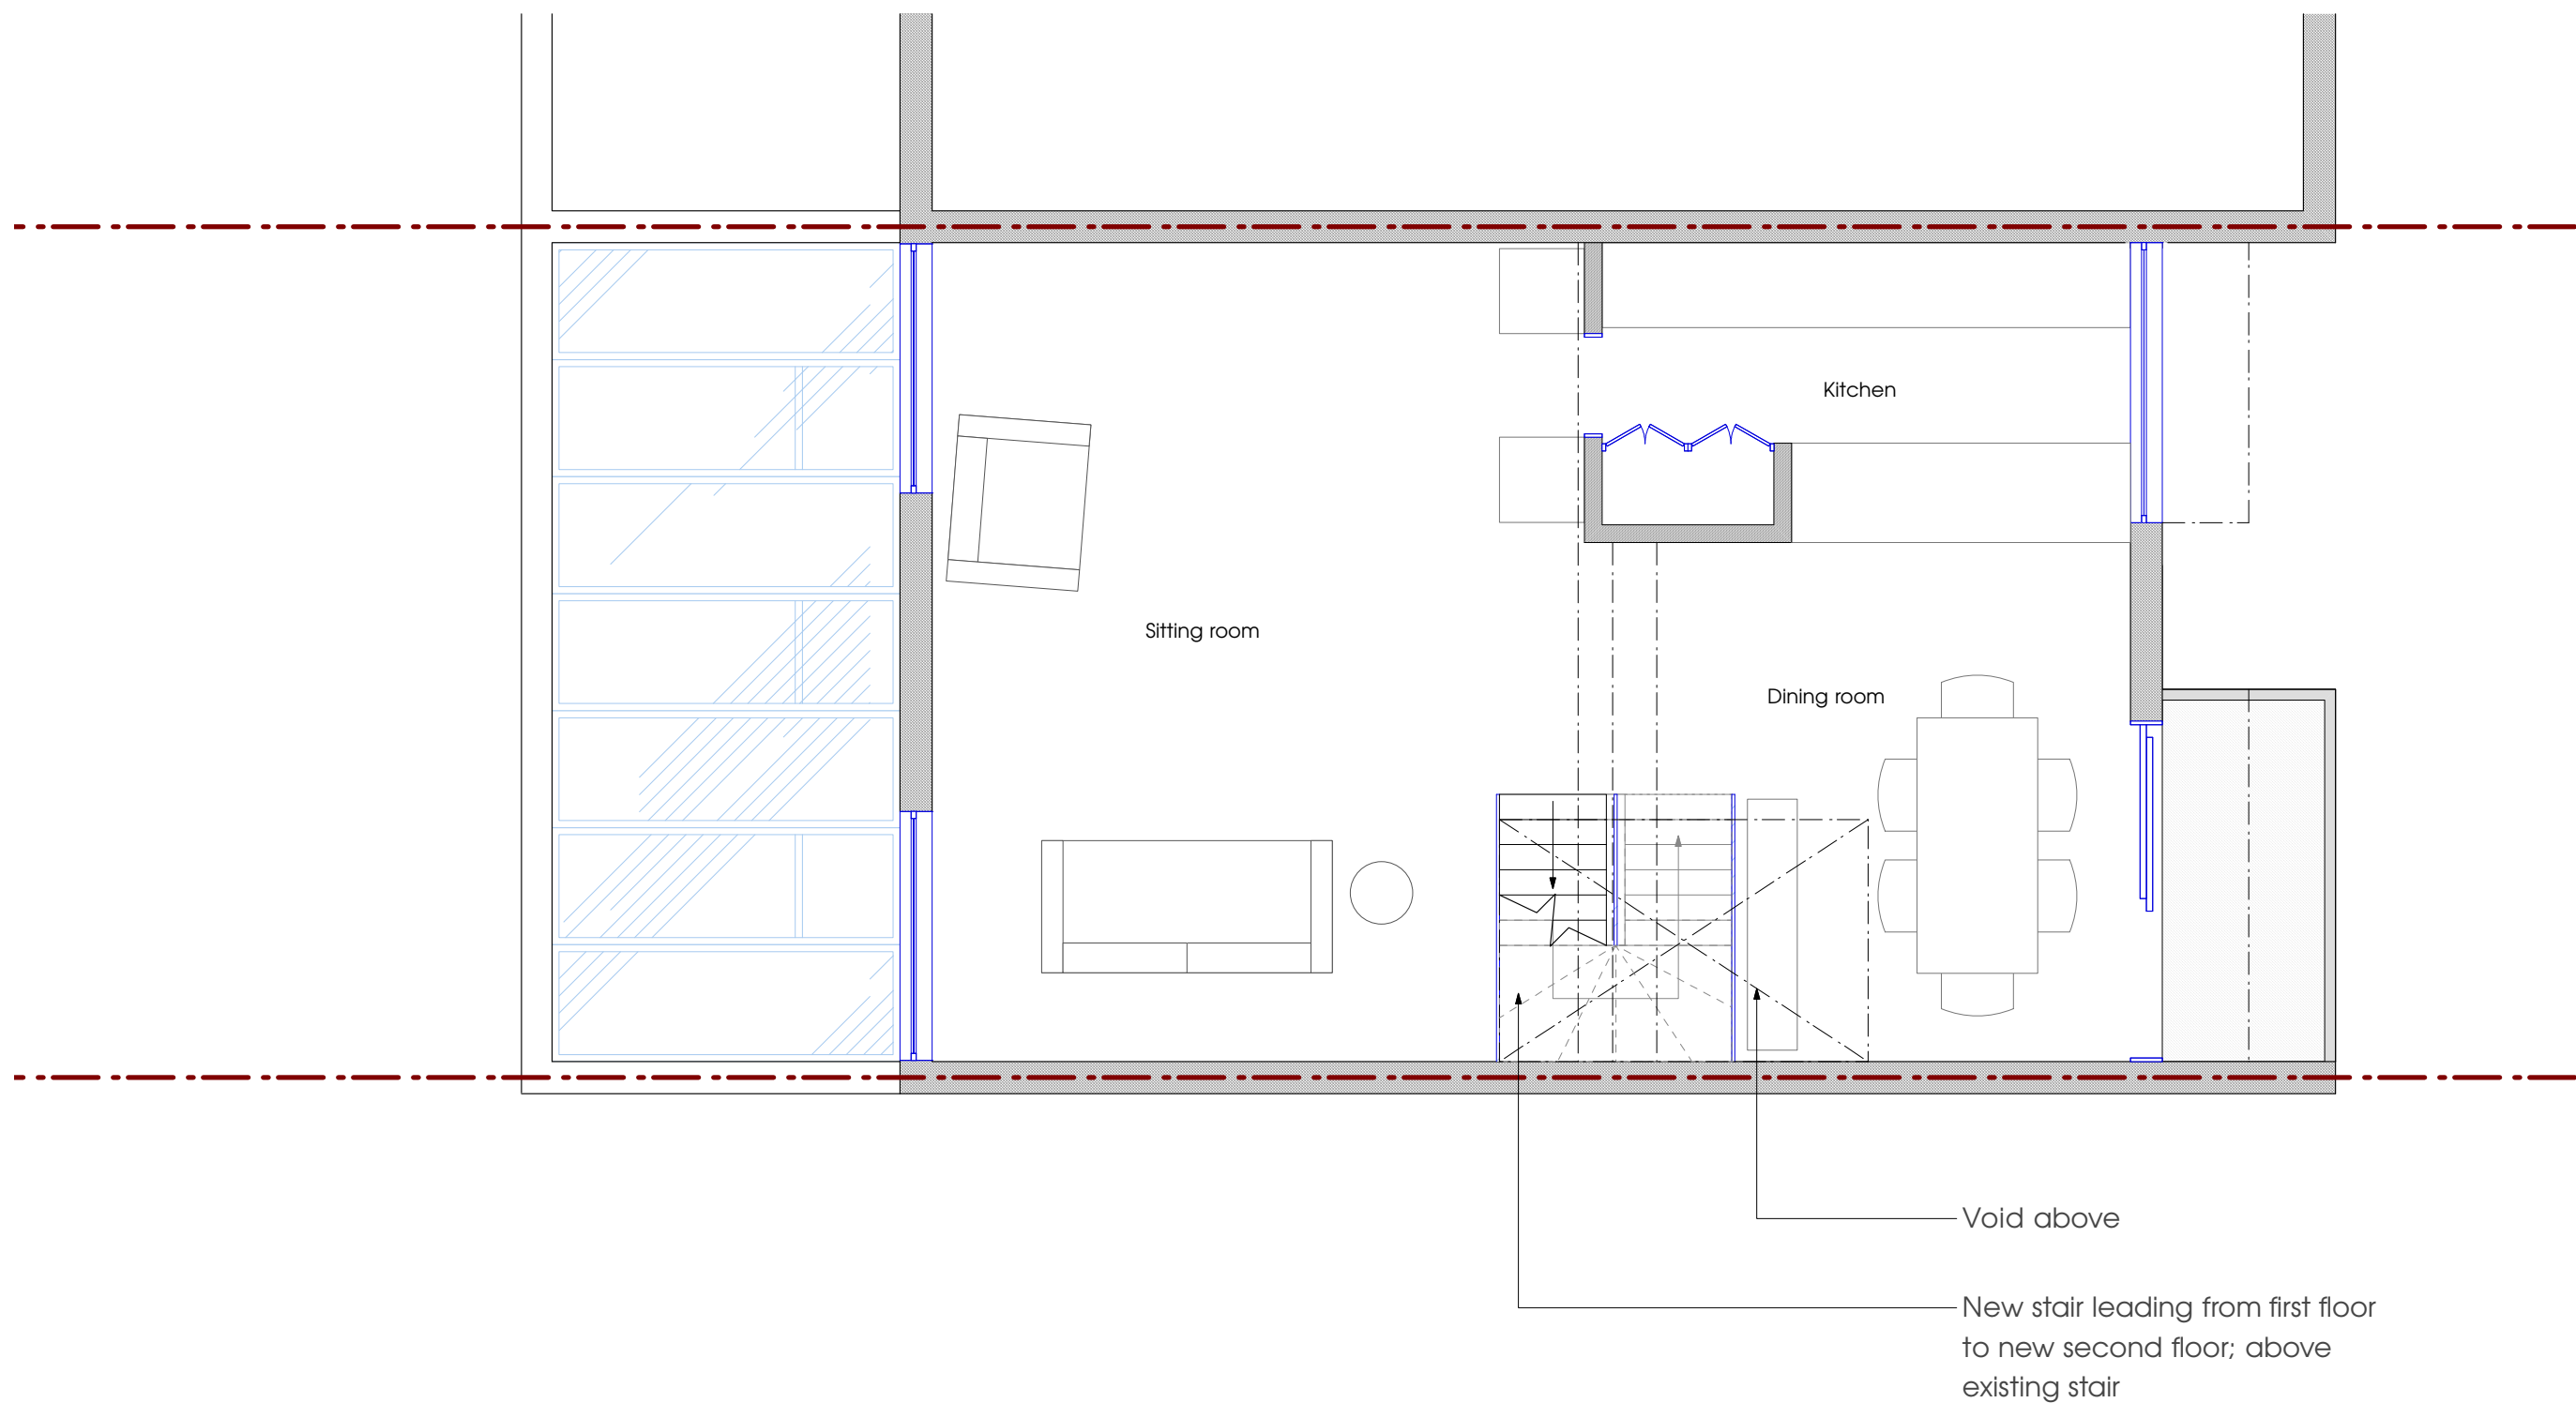 Kitchen
Sitting room
Dining room
Void above
New stair leading from first floor
to new second floor; above
existing stair